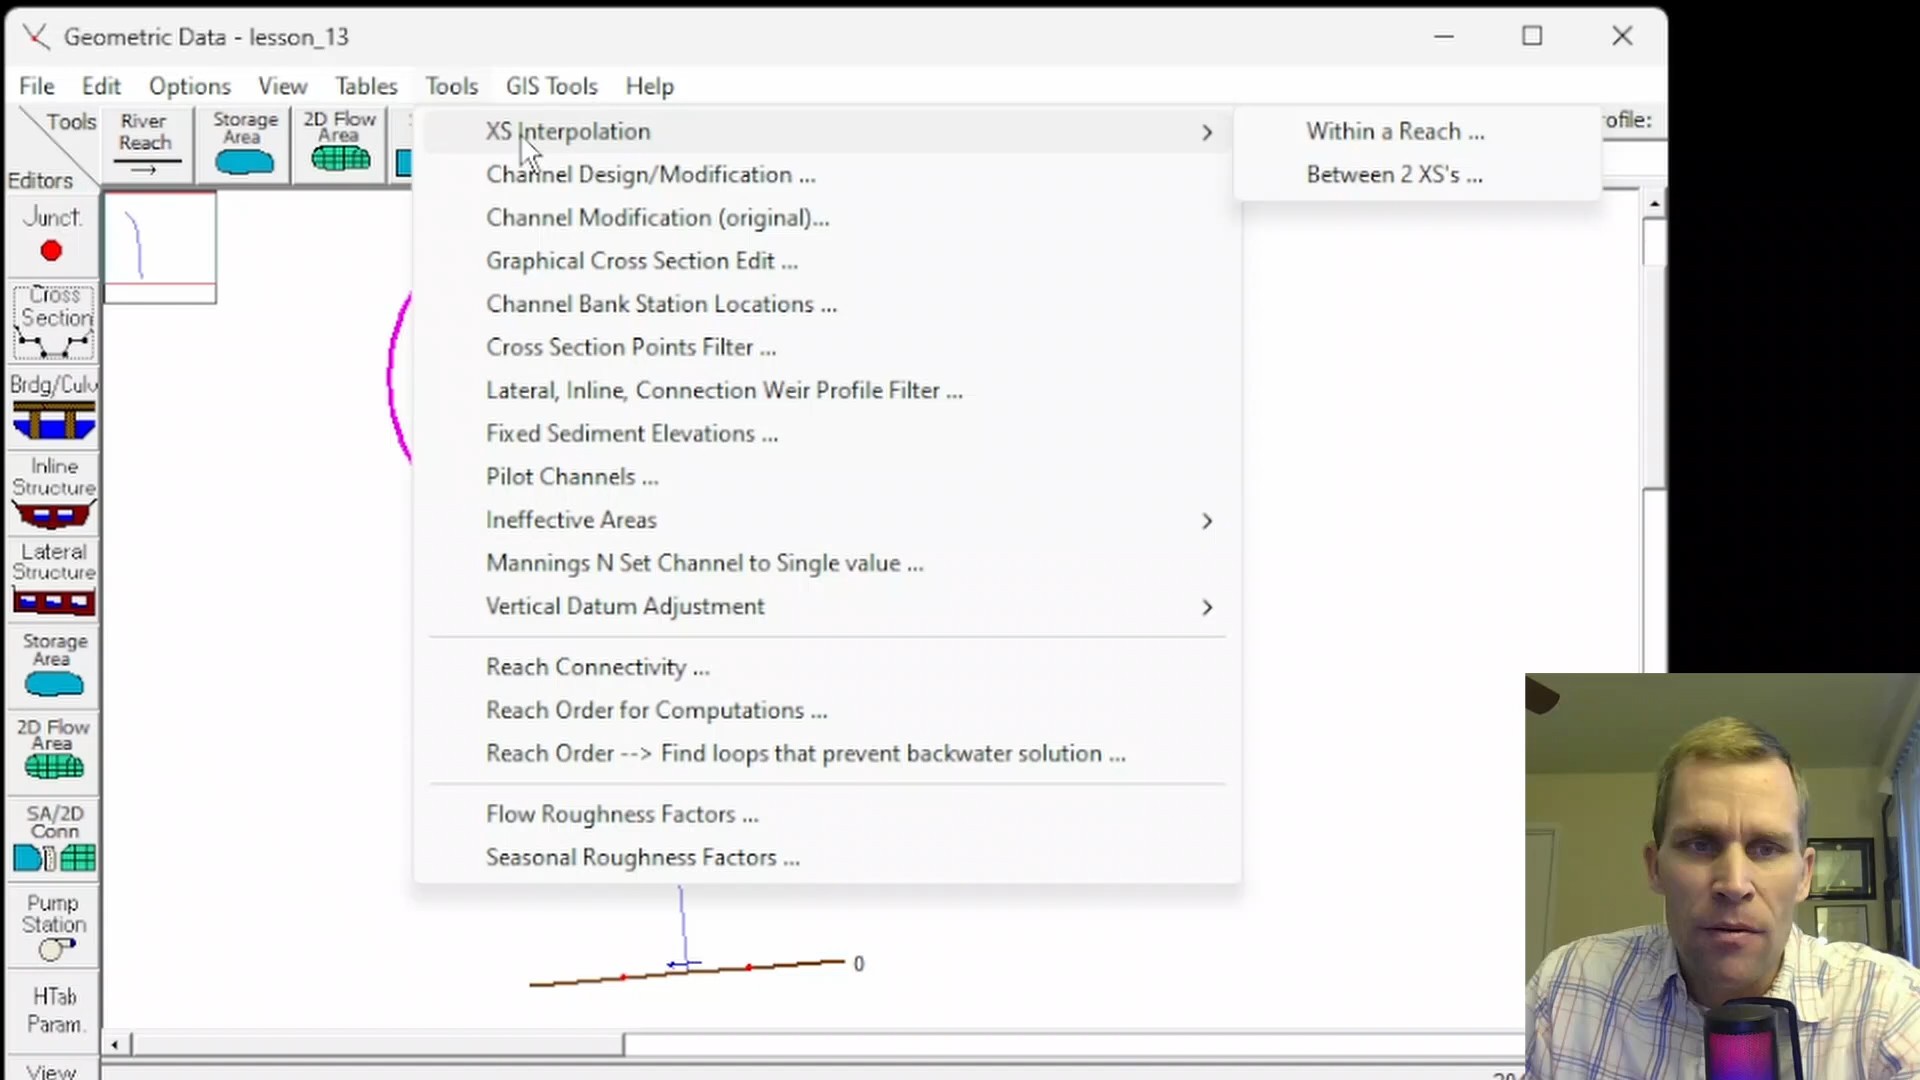 Geometric Data - lesson_13
File Edit Options View Tables Tools GIS Tools Help
Tools
Editors
River
Reach
Storage
Area
2D Flow
Area
rofile:
XS Interpolation
Channel Design/Modification ...
Channel Modification (original)...
Graphical Cross Section Edit ...
Channel Bank Station Locations ...
Cross Section Points Filter ...
Lateral, Inline, Connection Weir Profile Filter ...
Fixed Sediment Elevations ...
Pilot Channels ...
Ineffective Areas
Mannings N Set Channel to Single value ...
Vertical Datum Adjustment
Reach Connectivity ...
Reach Order for Computations ...
Reach Order --> Find loops that prevent backwater solution ...
Flow Roughness Factors ...
Seasonal Roughness Factors ...
Within a Reach ...
Between 2 XS's ...
Junct.
Cross
Section
Brdg/Culv
Inline
Structure
Lateral
Structure
Storage
Area
2D Flow
Area
SA/2D
Conn
Pump
Station
HTab
Param.
View
0